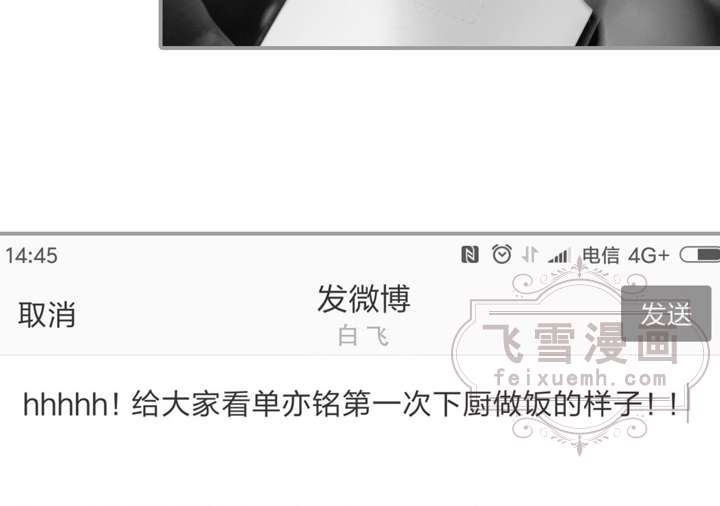 14:45 电信 4G+
取消 发微博 发送
白飞
飞雪漫画
feixuemh.com
hhhhh！给大家看单亦铭第一次下厨做饭的样子！！